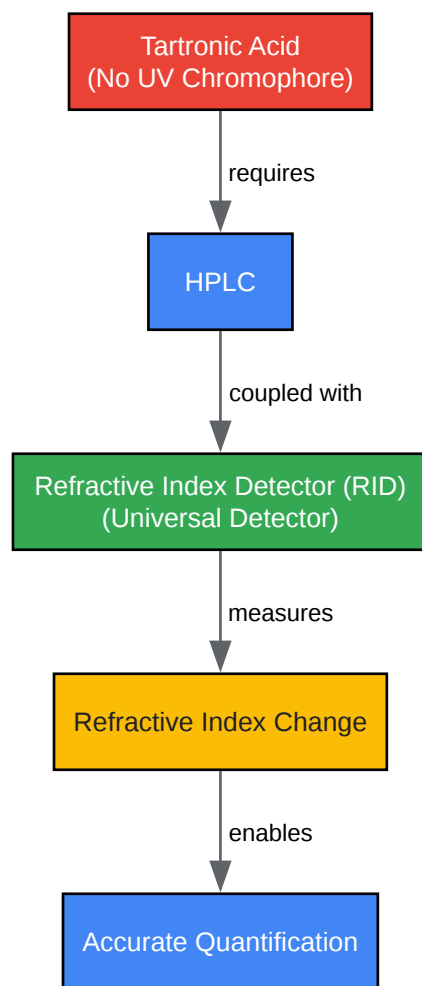 Tartronic Acid
(No UV Chromophore)
requires
HPLC
coupled with
Refractive Index Detector (RID)
(Universal Detector)
measures
Refractive Index Change
enables
Accurate Quantification